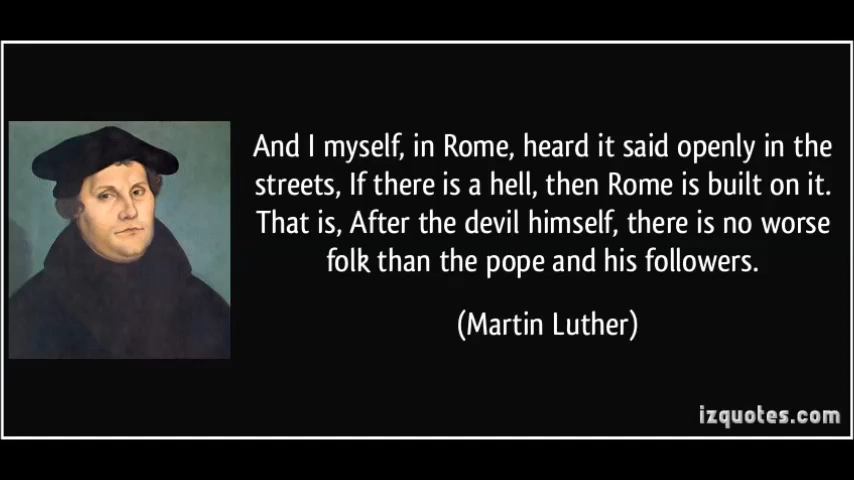 And I myself, in Rome, heard it said openly in the
streets, If there is a hell, then Rome is built on it.
That is, After the devil himself, there is no worse
folk than the pope and his followers.
(Martin Luther)
izquotes.com